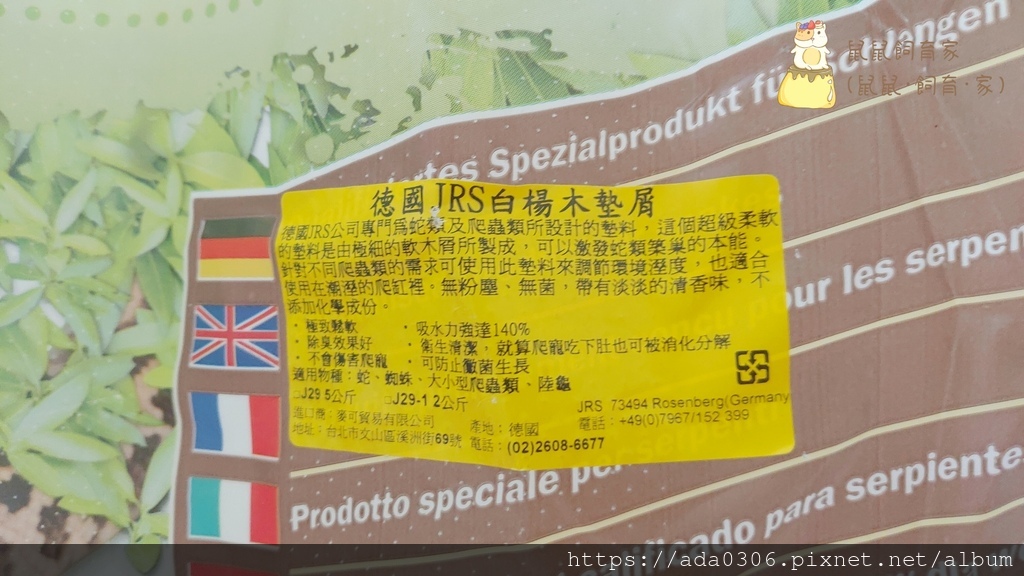 鼠鼠飼育家
(鼠鼠·飼育·家)
rtes Spezialprodukt für Schlangen
德國JRS白楊木墊屑
德國JRS公司專門為蛇類及爬蟲類所設計的墊料，這個超級柔軟
的墊料是由極細的軟木屑所製成，可以激發蛇類築巢的本能。
針對不同爬蟲類的需求可使用此墊料來調節環境溼度，也適合
使用在潮溼的爬缸裡。無粉塵、無菌，帶有淡淡的清香味，不
添加化學成份。
·極致鬆軟 ·吸水力強達140%
·除臭效果好 ·衛生清潔，就算爬寵吃下肚也可被消化分解
·不會傷害爬寵 ·可防止黴菌生長
適用物種：蛇、蜘蛛、大小型爬蟲類、陸龜
□J29 5公斤 □J29-1 2公斤
JRS 73494 Rosenberg(Germany
進口商：麥可貿易有限公司 產地：德國 電話：+49(0)7967/152 399
地址：台北市文山區溪洲街69號 電話：(02)2608-6677
our les serpen
Prodotto speciale per serpen
ificado para serpiente
https://ada0306.pixnet.net/album